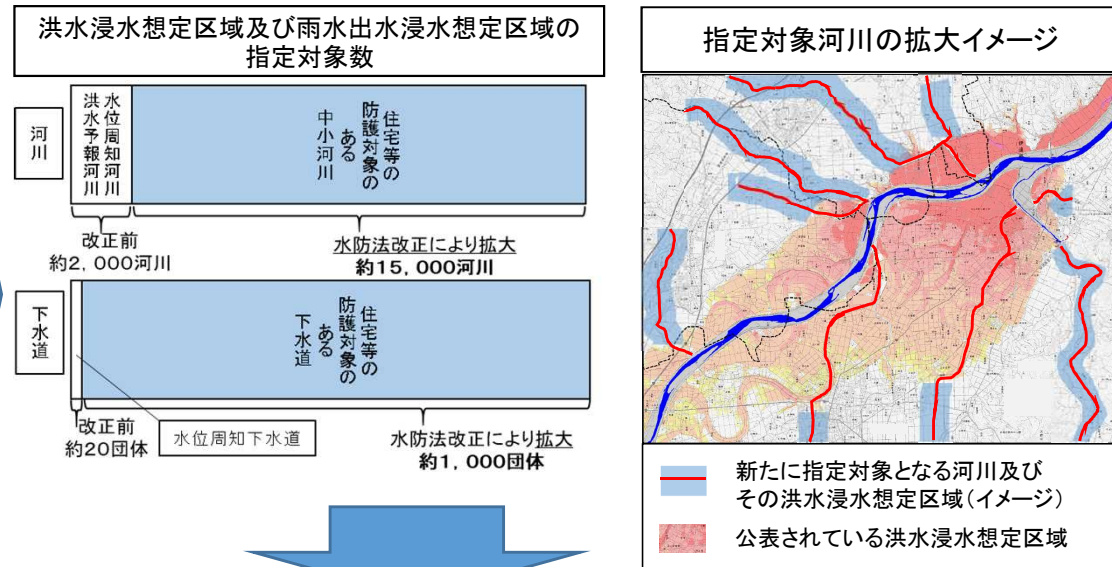 洪水浸水想定区域及び雨水出水浸水想定区域の
指定対象数
河川
水位周知河川
洪水予報河川
住宅等の
防護対象の
ある
中小河川
改正前
約2,000河川
水防法改正により拡大
約15,000河川
下水道
住宅等の
防護対象の
ある
下水道
改正前
約20団体
水位周知下水道
水防法改正により拡大
約1,000団体
指定対象河川の拡大イメージ
新たに指定対象となる河川及び
その洪水浸水想定区域(イメージ)
公表されている洪水浸水想定区域